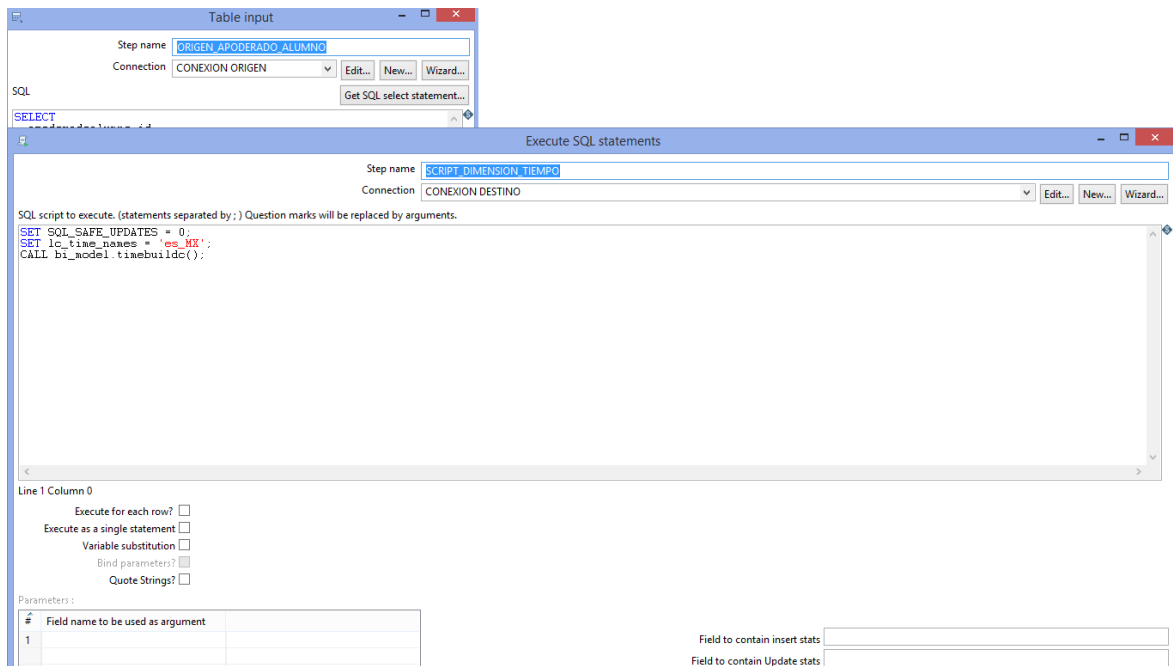 Table input
Step name ORIGEN_APODERADO_ALUMNO
Connection CONEXION ORIGEN Edit... New... Wizard...
SQL Get SQL select statement...
SELECT
Execute SQL statements
Step name SCRIPT_DIMENSION_TIEMPO
Connection CONEXION DESTINO Edit... New... Wizard...
SQL script to execute. (statements separated by ; ) Question marks will be replaced by arguments.
SET SQL_SAFE_UPDATES = 0;
SET lc_time_names = 'es_MX';
CALL bi_model.timebuildc();
Line 1 Column 0
Execute for each row?
Execute as a single statement
Variable substitution
Bind parameters?
Quote Strings?
Parameters :
# Field name to be used as argument
1
Field to contain insert stats
Field to contain Update stats